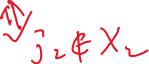 ⇕ j₂ ∉ X₂